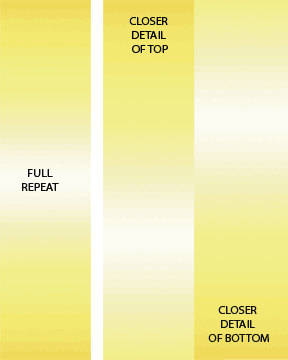 FULL
REPEAT
CLOSER
DETAIL
OF TOP
CLOSER
DETAIL
OF BOTTOM